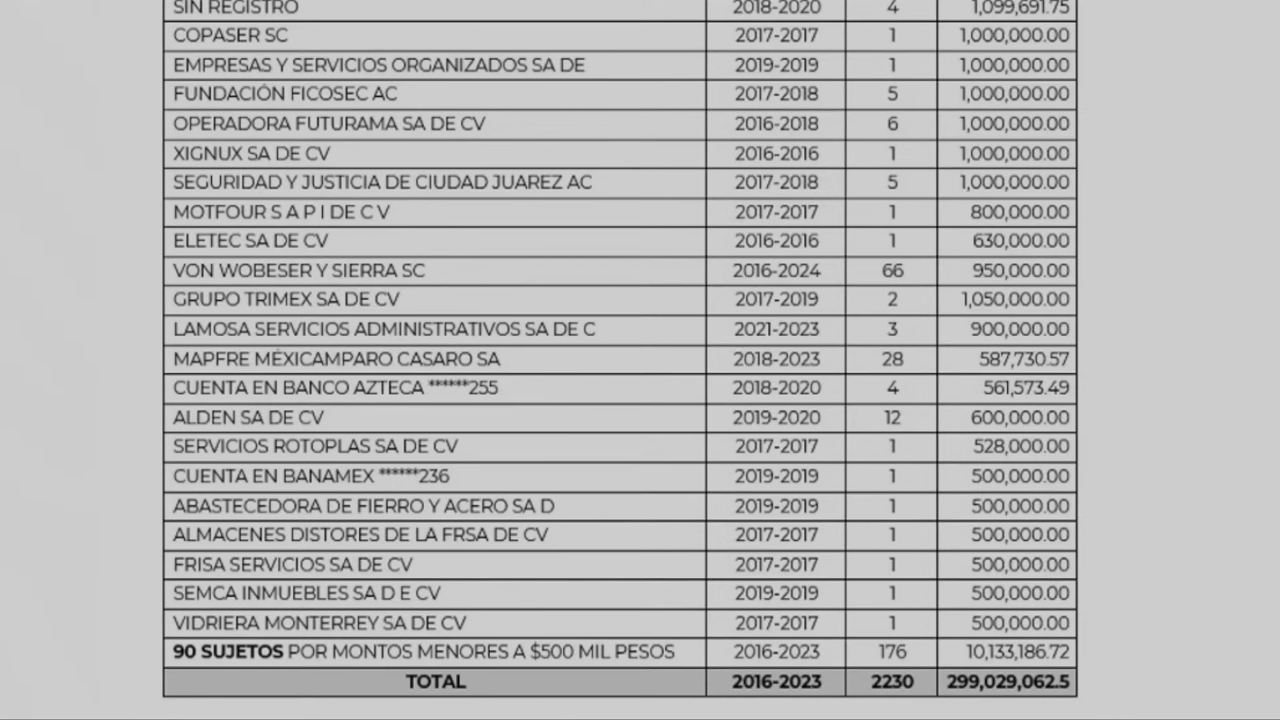 SIN REGISTRO 2018-2020 4 1,099,691.75
COPASER SC 2017-2017 1 1,000,000.00
EMPRESAS Y SERVICIOS ORGANIZADOS SA DE 2019-2019 1 1,000,000.00
FUNDACIÓN FICOSEC AC 2017-2018 5 1,000,000.00
OPERADORA FUTURAMA SA DE CV 2016-2018 6 1,000,000.00
XIGNUX SA DE CV 2016-2016 1 1,000,000.00
SEGURIDAD Y JUSTICIA DE CIUDAD JUAREZ AC 2017-2018 5 1,000,000.00
MOTFOUR S A P I DE C V 2017-2017 1 800,000.00
ELETEC SA DE CV 2016-2016 1 630,000.00
VON WOBESER Y SIERRA SC 2016-2024 66 950,000.00
GRUPO TRIMEX SA DE CV 2017-2019 2 1,050,000.00
LAMOSA SERVICIOS ADMINISTRATIVOS SA DE C 2021-2023 3 900,000.00
MAPFRE MÉXICAMPARO CASARO SA 2018-2023 28 587,730.57
CUENTA EN BANCO AZTECA ******255 2018-2020 4 561,573.49
ALDEN SA DE CV 2019-2020 12 600,000.00
SERVICIOS ROTOPLAS SA DE CV 2017-2017 1 528,000.00
CUENTA EN BANAMEX ******236 2019-2019 1 500,000.00
ABASTECEDORA DE FIERRO Y ACERO SA D 2019-2019 1 500,000.00
ALMACENES DISTORES DE LA FRSA DE CV 2017-2017 1 500,000.00
FRISA SERVICIOS SA DE CV 2017-2017 1 500,000.00
SEMCA INMUEBLES SA D E CV 2019-2019 1 500,000.00
VIDRIERA MONTERREY SA DE CV 2017-2017 1 500,000.00
90 SUJETOS POR MONTOS MENORES A $500 MIL PESOS 2016-2023 176 10,133,186.72
TOTAL 2016-2023 2230 299,029,062.5